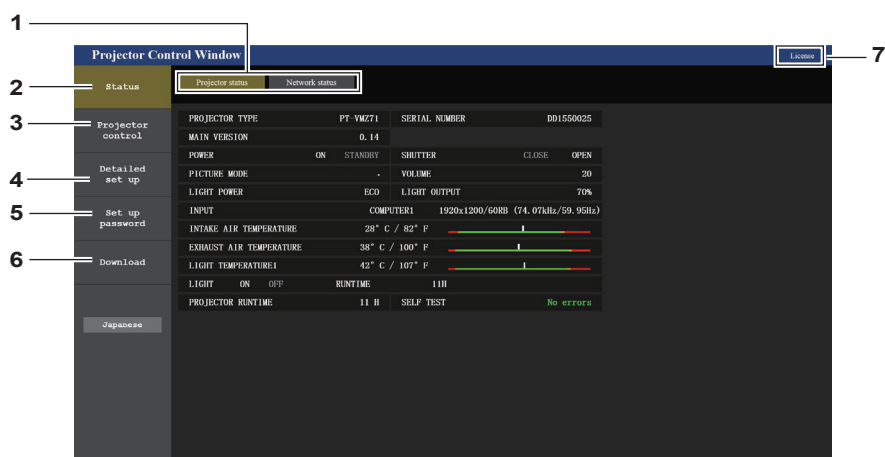 1
Projector Control Window
License
7
2
Status
Projector status
Network status
3
Projector
control
4
Detailed
set up
5
Set up
password
6
Download
Japanese
PROJECTOR TYPE PT-VMZ71 SERIAL NUMBER DD1550025
MAIN VERSION 0.14
POWER ON STANDBY SHUTTER CLOSE OPEN
PICTURE MODE - VOLUME 20
LIGHT POWER ECO LIGHT OUTPUT 70%
INPUT COMPUTER1 1920x1200/60RB (74.07kHz/59.95Hz)
INTAKE AIR TEMPERATURE 28° C / 82° F
EXHAUST AIR TEMPERATURE 38° C / 100° F
LIGHT TEMPERATURE1 42° C / 107° F
LIGHT ON OFF RUNTIME 11H
PROJECTOR RUNTIME 11 H SELF TEST No errors